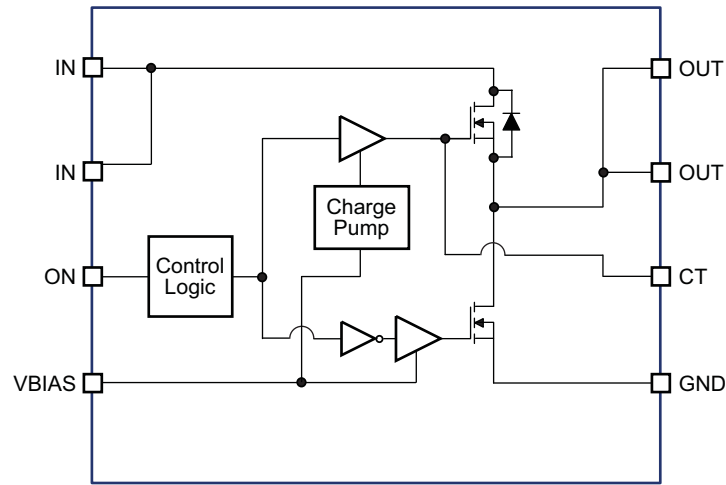 IN
OUT
IN
OUT
Charge
Pump
ON
Control
Logic
CT
VBIAS
GND